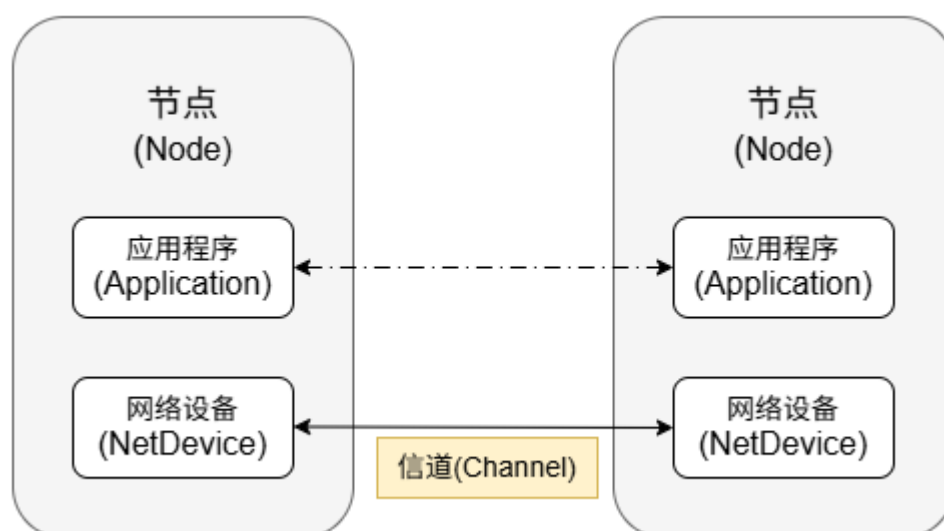 节点
(Node)
节点
(Node)
应用程序
(Application)
应用程序
(Application)
网络设备
(NetDevice)
网络设备
(NetDevice)
信道(Channel)